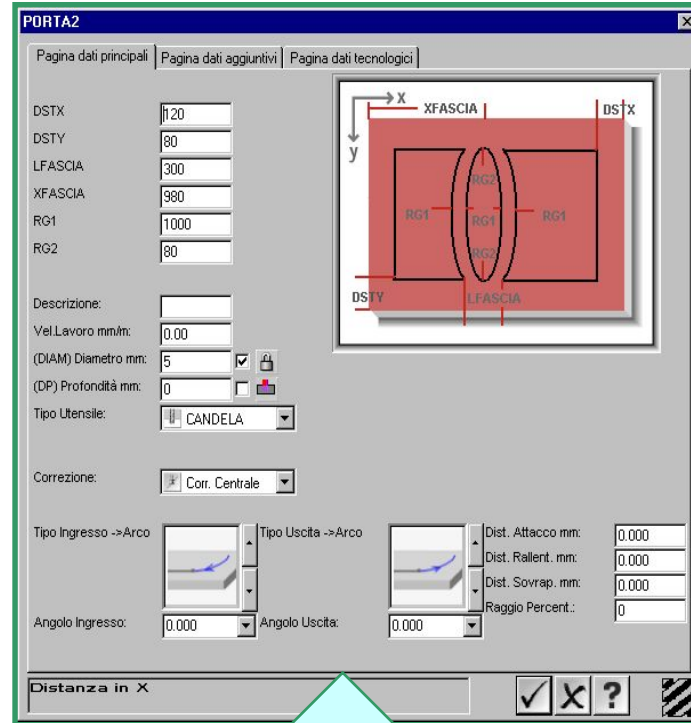 PORTA2
Pagina dati principali Pagina dati aggiuntivi Pagina dati tecnologici
DSTX 120
DSTY 80
LFASCIA 300
XFASCIA 980
RG1 1000
RG2 80
x
XFASCIA
DSTX
y
RG2
RG1 RG1 RG1
RG2
DSTY
LFASCIA
Descrizione:
Vel.Lavoro mm/m: 0.00
(DIAM) Diametro mm: 5
(DP) Profondità mm: 0
Tipo Utensile: CANDELA
Correzione: Corr. Centrale
Tipo Ingresso ->Arco Tipo Uscita ->Arco Dist. Attacco mm: 0.000
Dist. Rallent. mm: 0.000
Dist. Sovrap. mm: 0.000
Raggio Percent.: 0
Angolo Ingresso: 0.000 Angolo Uscita: 0.000
Distanza in X
?